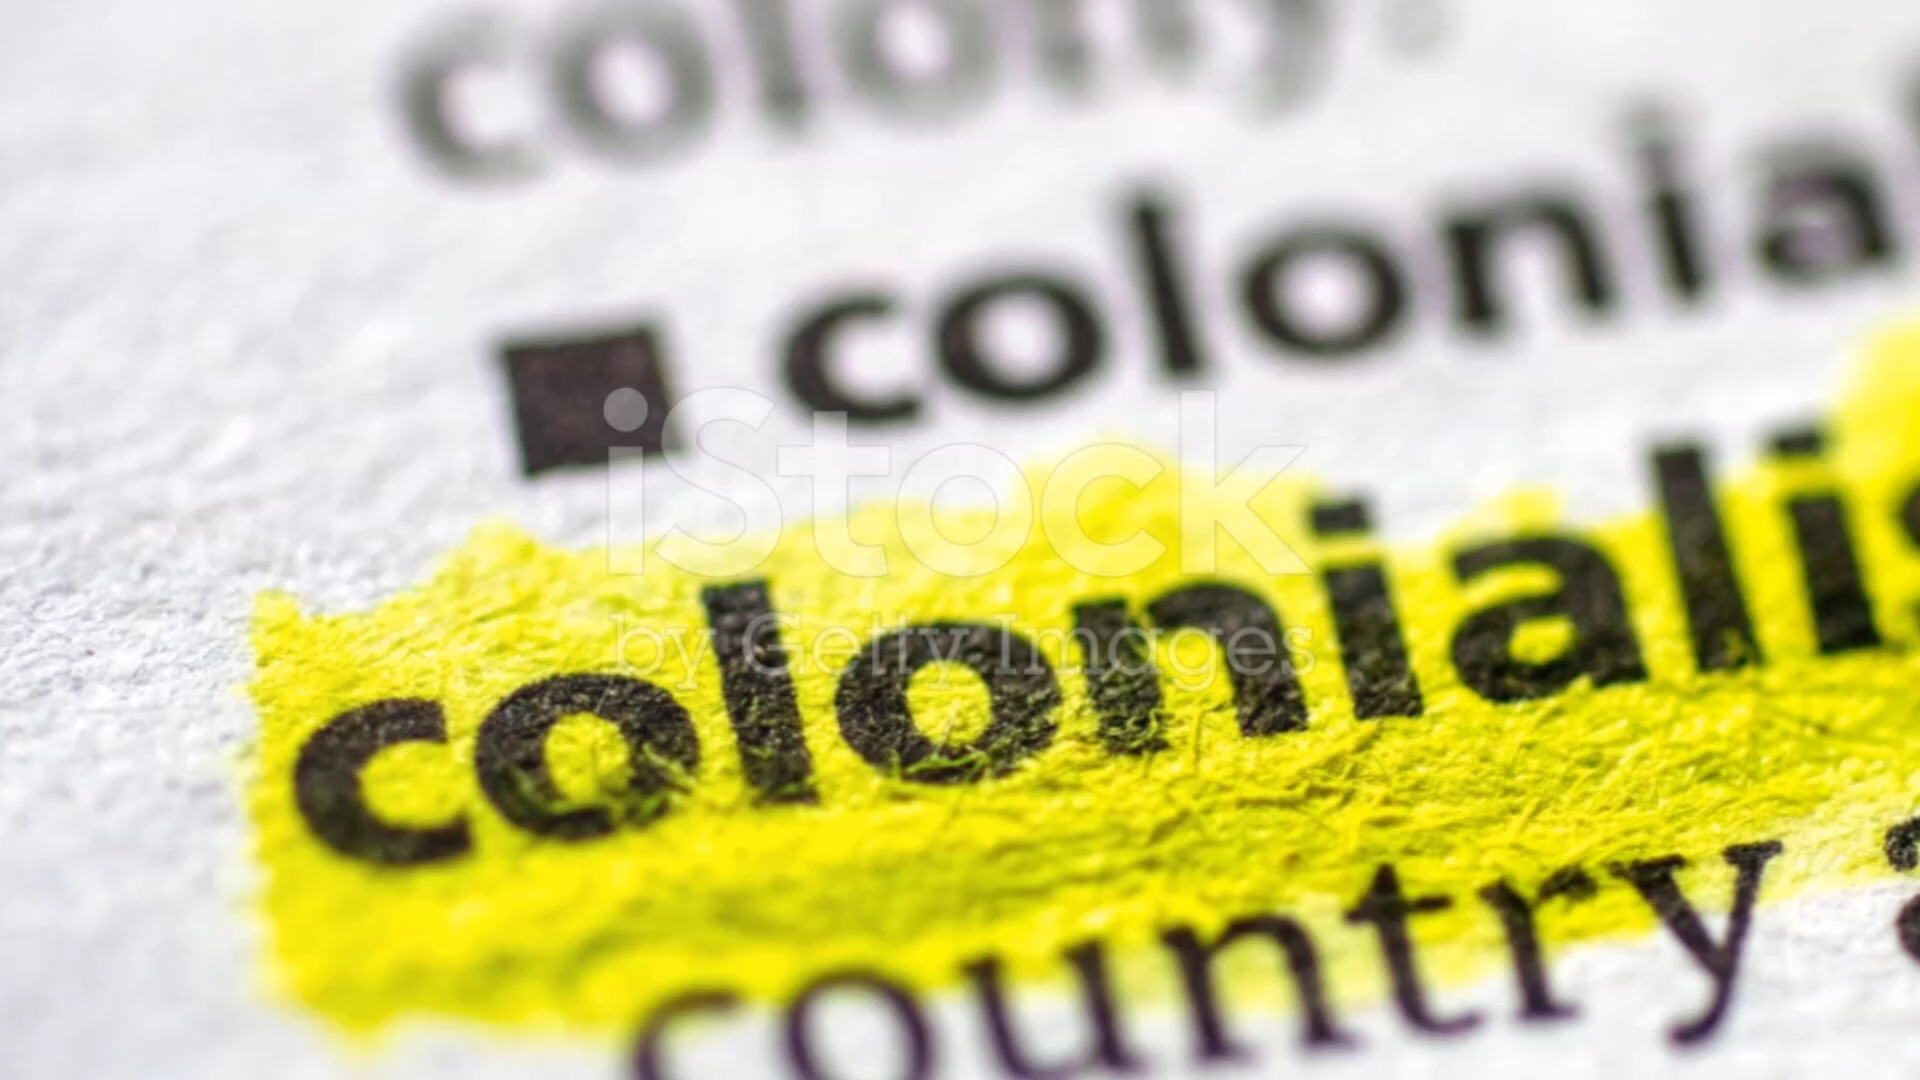 colony.
■ colonial
iStock
by Getty Images
colonialis
country a